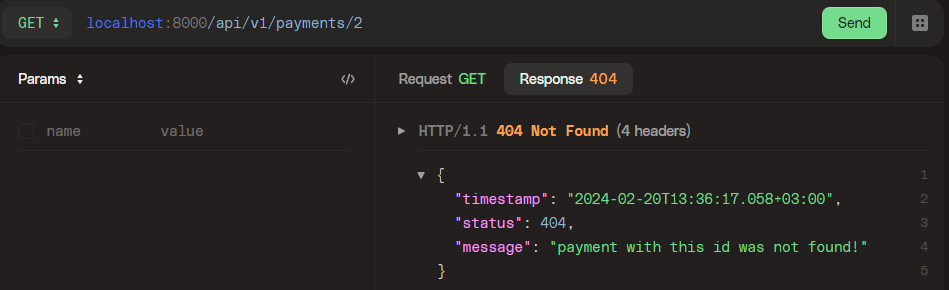 GET localhost:8000/api/v1/payments/2 Send
Params Request GET Response 404
name value HTTP/1.1 404 Not Found (4 headers)
{ 1
"timestamp": "2024-02-20T13:36:17.058+03:00", 2
"status": 404, 3
"message": "payment with this id was not found!" 4
} 5